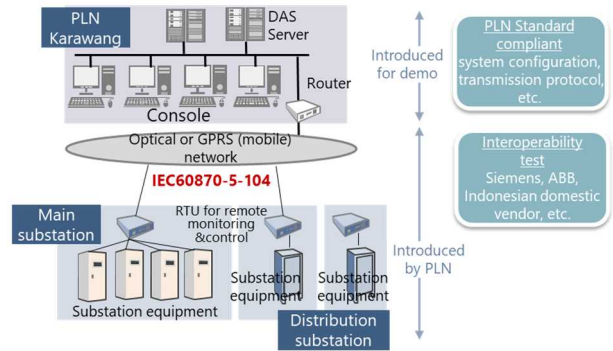 PLN
Karawang
DAS
Server
Router
Console
Optical or GPRS (mobile)
network
IEC60870-5-104
Main
substation
RTU for remote
monitoring
&control
Substation equipment
Substation
equipment
Substation
equipment
Distribution
substation
Introduced
for demo
Introduced
by PLN
PLN Standard
compliant
system configuration,
transmission protocol,
etc.
Interoperability
test
Siemens, ABB,
Indonesian domestic
vendor, etc.